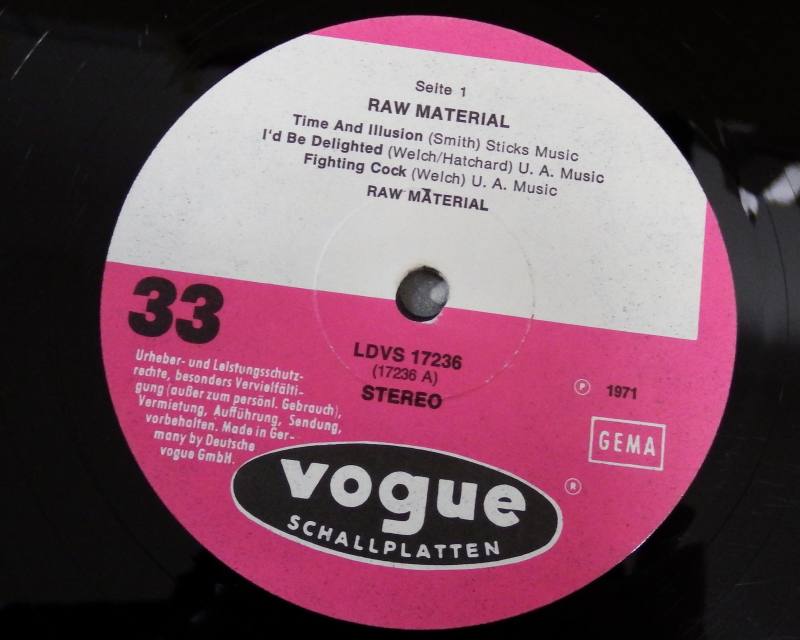 Seite 1
RAW MATERIAL
Time And Illusion (Smith) Sticks Music
I'd Be Delighted (Welch/Hatchard) U. A. Music
Fighting Cock (Welch) U. A. Music
RAW MATERIAL
33
LDVS 17236
(17236 A)
STEREO
Urheber- und Leistungsschutz-
rechte, besonders Vervielfälti-
gung (außer zum persönl. Gebrauch),
Vermietung, Aufführung, Sendung,
vorbehalten. Made in Ger-
many by Deutsche
vogue GmbH.
Ⓟ 1971
GEMA
vogue ®
SCHALLPLATTEN